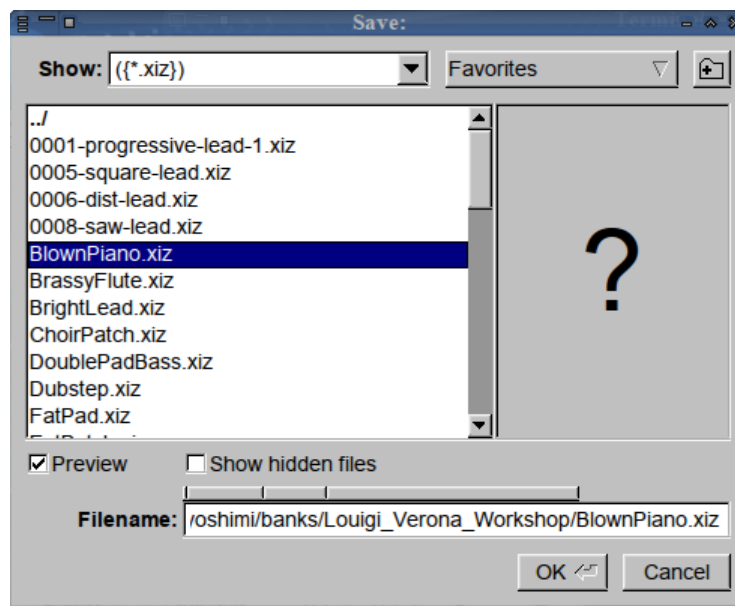 Save:
Show: ({*.xiz}) Favorites
../
0001-progressive-lead-1.xiz
0005-square-lead.xiz
0006-dist-lead.xiz
0008-saw-lead.xiz
BlownPiano.xiz
BrassyFlute.xiz
BrightLead.xiz
ChoirPatch.xiz
DoublePadBass.xiz
Dubstep.xiz
FatPad.xiz
?
Preview Show hidden files
Filename: yoshimi/banks/Louigi_Verona_Workshop/BlownPiano.xiz
OK Cancel